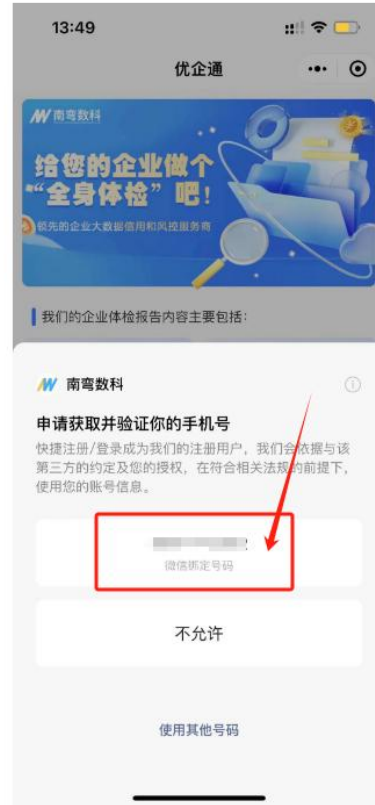 13:49
优企通
南弯数科
给您的企业做个
“全身体检”吧！
领先的企业大数据信用和风控服务商
我们的企业体检报告内容主要包括：
南弯数科
申请获取并验证你的手机号
快捷注册/登录成为我们的注册用户，我们会依据与该
第三方的约定及您的授权，在符合相关法规的前提下，
使用您的账号信息。
微信绑定号码
不允许
使用其他号码